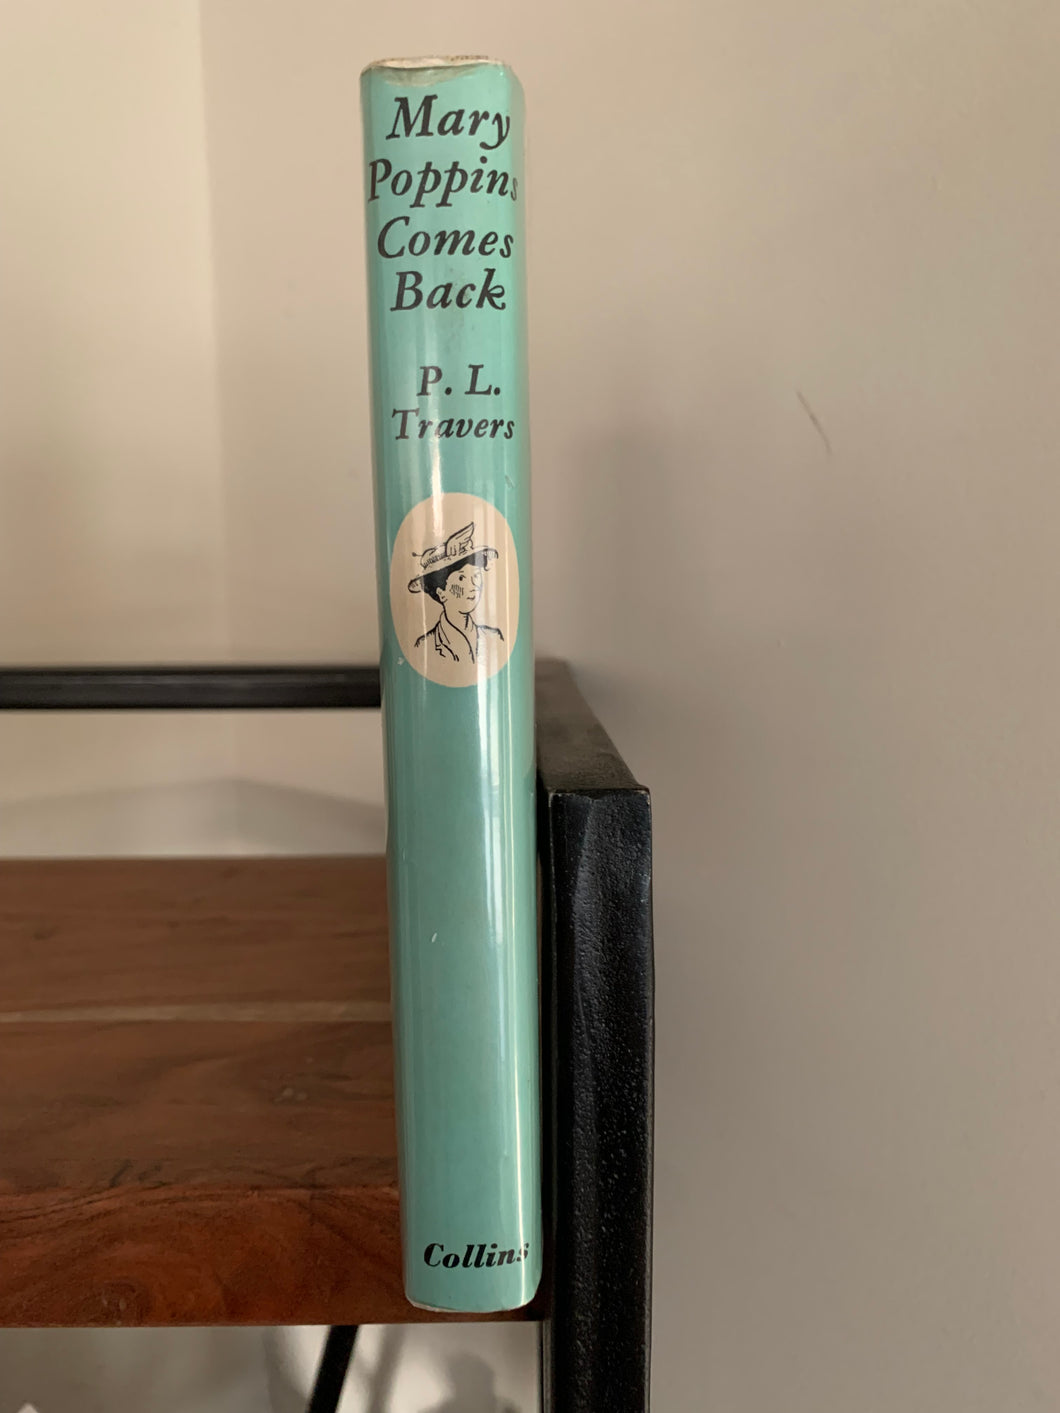 Mary
Poppins
Comes
Back
P. L.
Travers
Collins